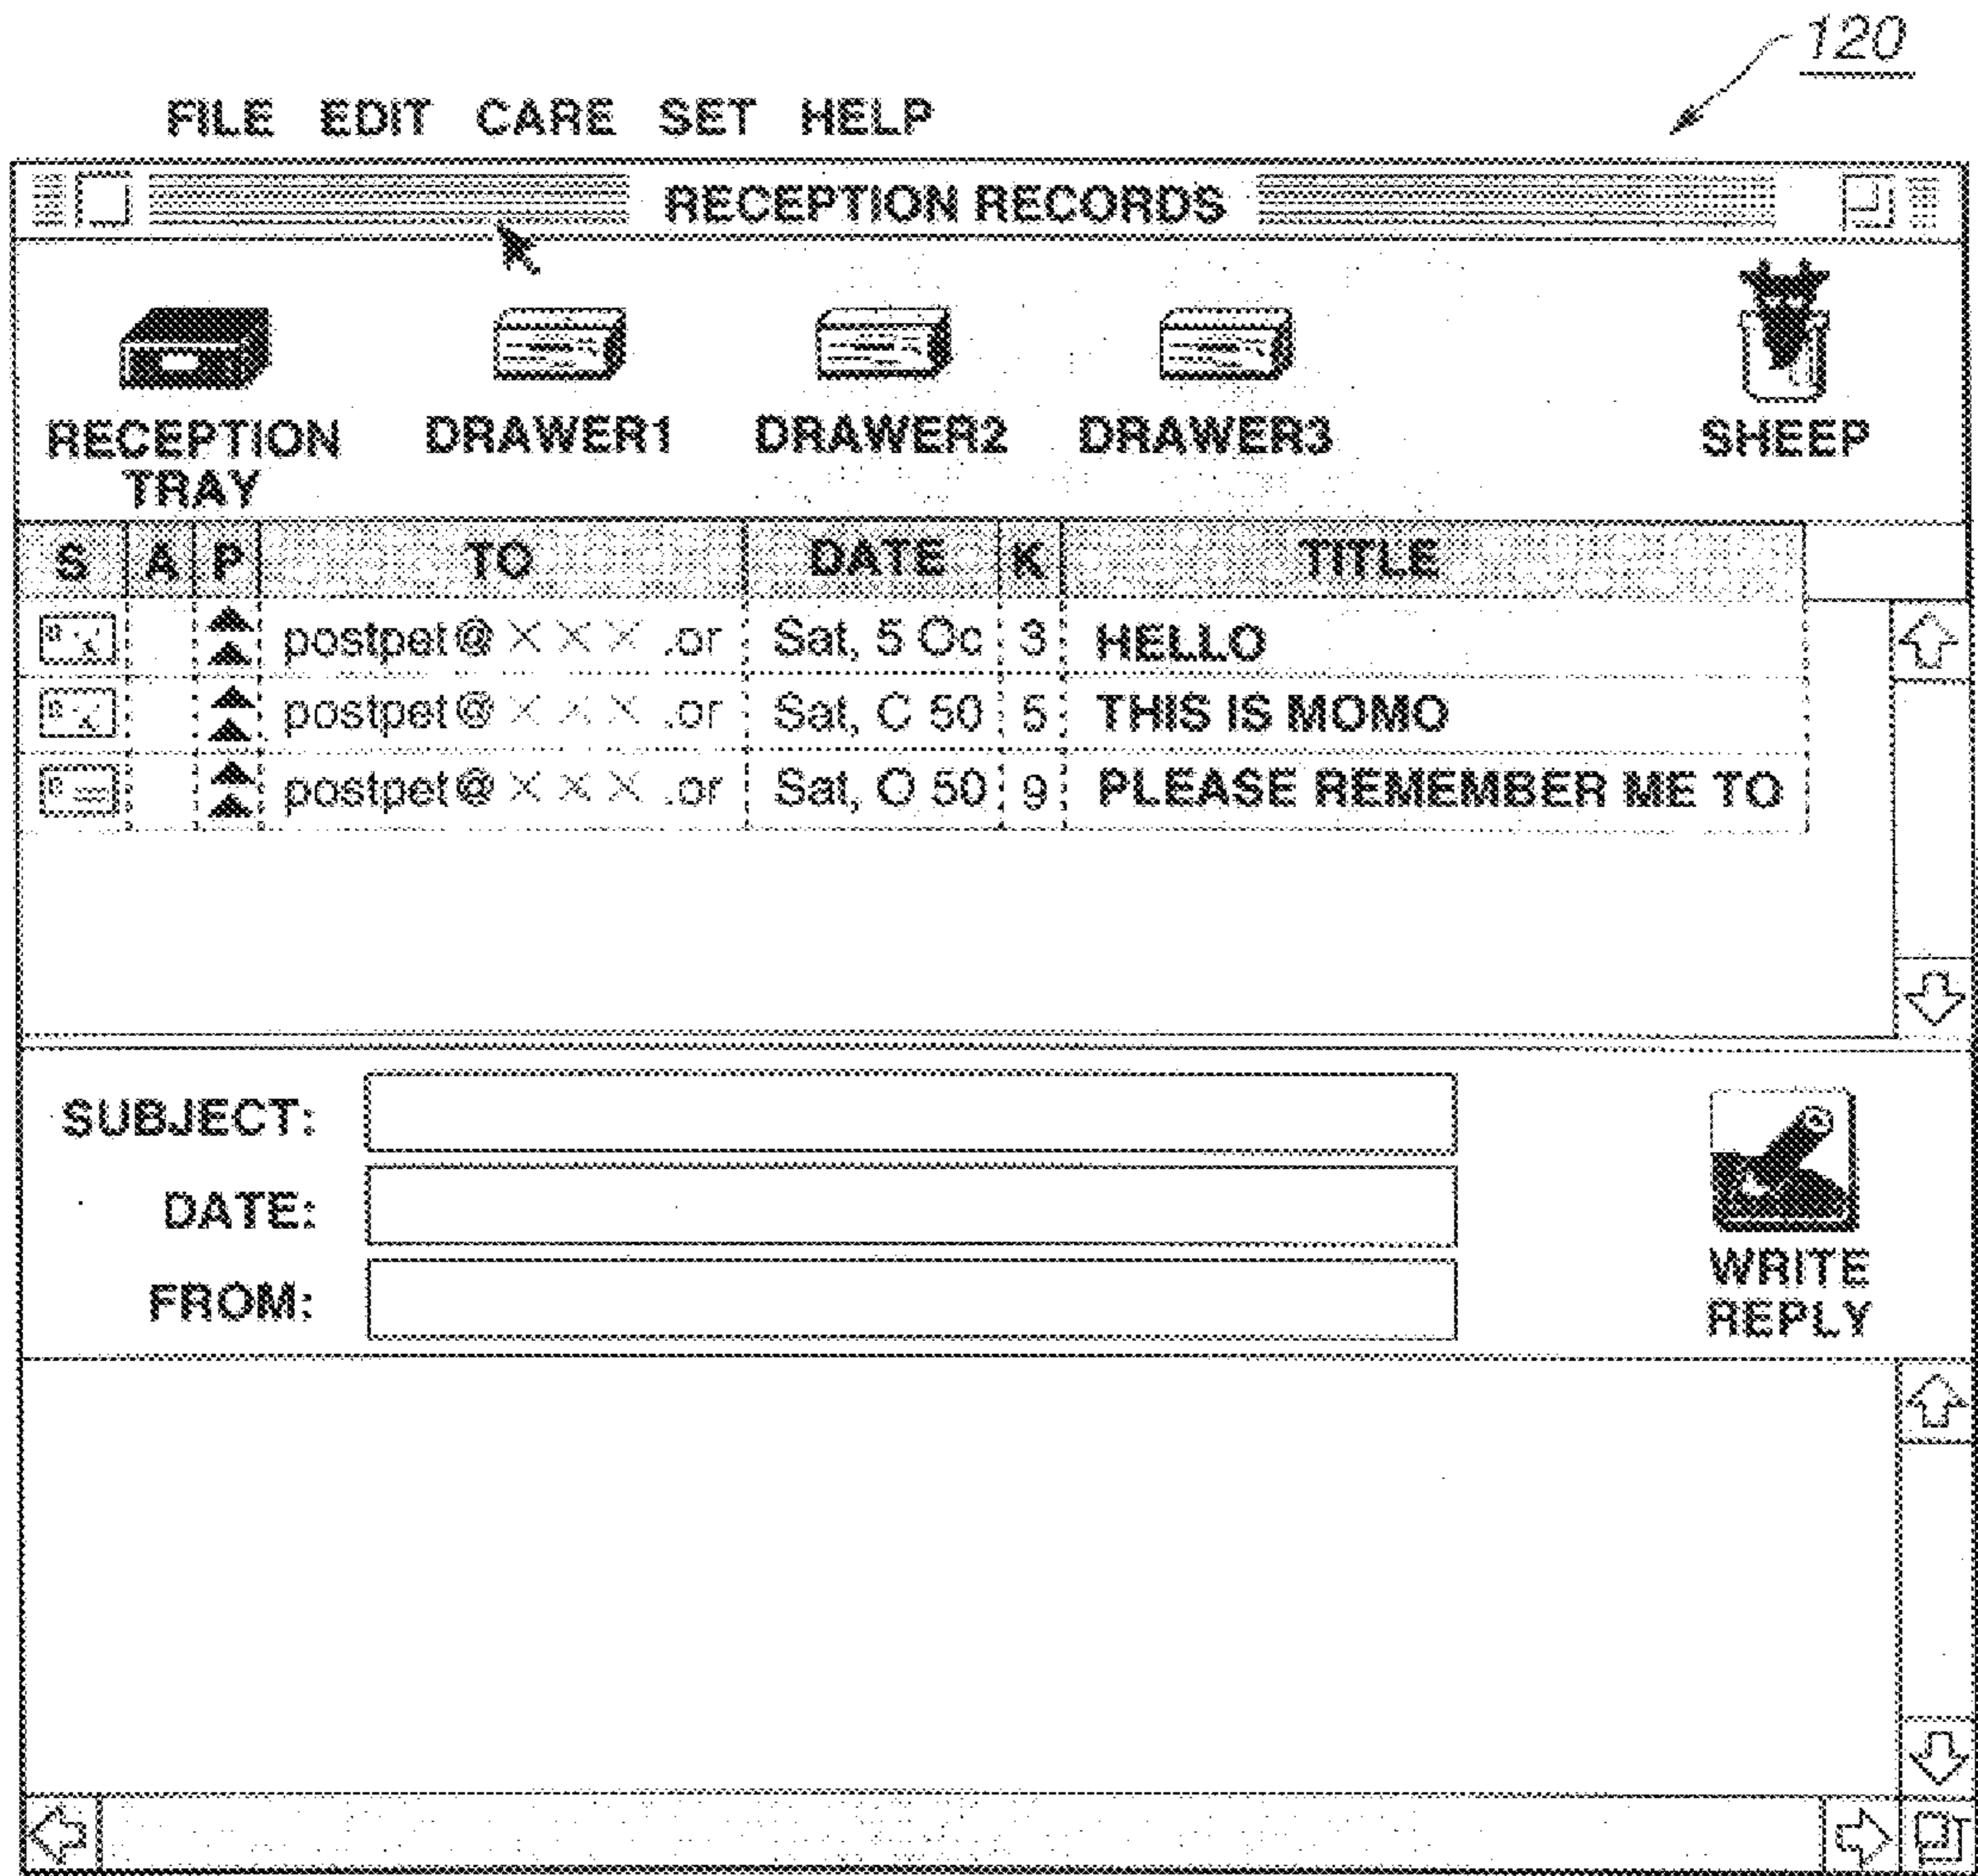 120
FILE EDIT CARE SET HELP
RECEPTION RECORDS
RECEPTION TRAY DRAWER1 DRAWER2 DRAWER3 SHEEP
S A P TO DATE K TITLE
postpet@××× .or Sat, 5 Oc 3 HELLO
postpet@××× .or Sat, C 50 5 THIS IS MOMO
postpet@××× .or Sat, O 50 9 PLEASE REMEMBER ME TO
SUBJECT:
DATE:
FROM:
WRITE
REPLY